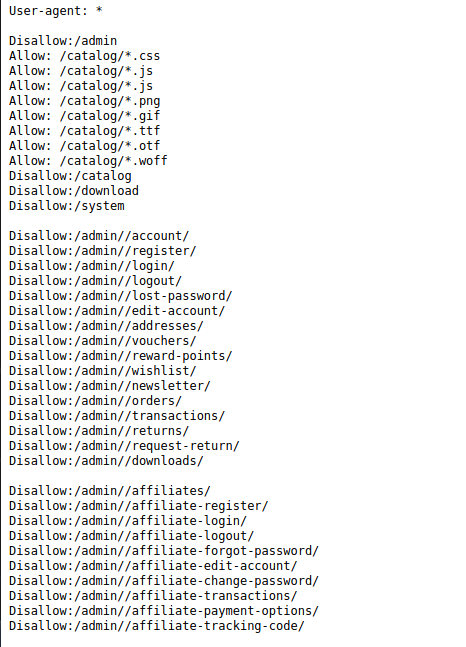 User-agent: *

Disallow:/admin
Allow: /catalog/*.css
Allow: /catalog/*.js
Allow: /catalog/*.js
Allow: /catalog/*.png
Allow: /catalog/*.gif
Allow: /catalog/*.ttf
Allow: /catalog/*.otf
Allow: /catalog/*.woff
Disallow:/catalog
Disallow:/download
Disallow:/system

Disallow:/admin//account/
Disallow:/admin//register/
Disallow:/admin//login/
Disallow:/admin//logout/
Disallow:/admin//lost-password/
Disallow:/admin//edit-account/
Disallow:/admin//addresses/
Disallow:/admin//vouchers/
Disallow:/admin//reward-points/
Disallow:/admin//wishlist/
Disallow:/admin//newsletter/
Disallow:/admin//orders/
Disallow:/admin//transactions/
Disallow:/admin//returns/
Disallow:/admin//request-return/
Disallow:/admin//downloads/

Disallow:/admin//affiliates/
Disallow:/admin//affiliate-register/
Disallow:/admin//affiliate-login/
Disallow:/admin//affiliate-logout/
Disallow:/admin//affiliate-forgot-password/
Disallow:/admin//affiliate-edit-account/
Disallow:/admin//affiliate-change-password/
Disallow:/admin//affiliate-transactions/
Disallow:/admin//affiliate-payment-options/
Disallow:/admin//affiliate-tracking-code/